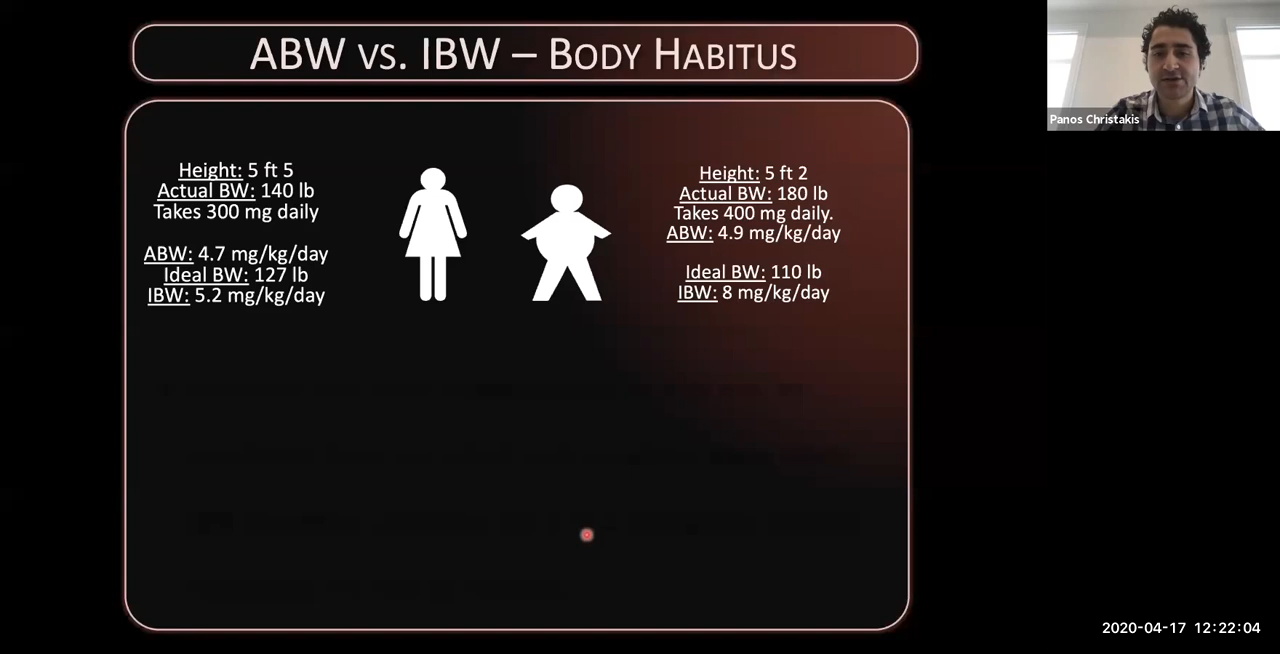 ABW VS. IBW – BODY HABITUS
Height: 5 ft 5
Actual BW: 140 lb
Takes 300 mg daily
ABW: 4.7 mg/kg/day
Ideal BW: 127 lb
IBW: 5.2 mg/kg/day
Height: 5 ft 2
Actual BW: 180 lb
Takes 400 mg daily.
ABW: 4.9 mg/kg/day
Ideal BW: 110 lb
IBW: 8 mg/kg/day
Panos Christakis
2020-04-17 12:22:04